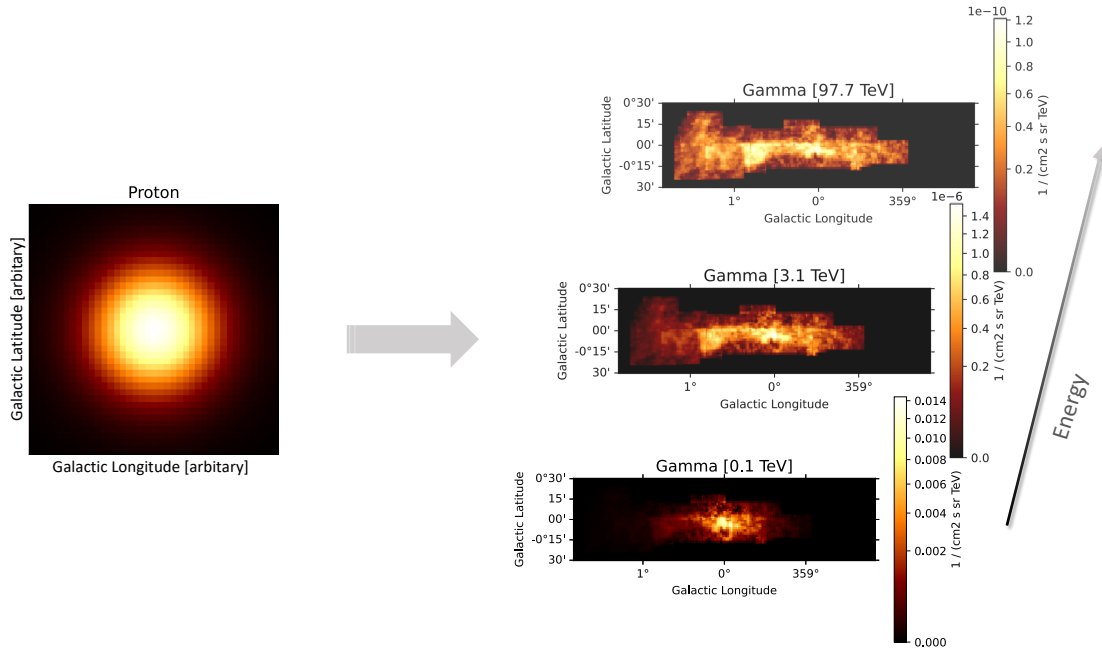 Proton
Galactic Latitude [arbitary]
Galactic Longitude [arbitary]
1e−10
Gamma [97.7 TeV]
0°30'
15'
00'
-0°15'
30'
Galactic Latitude
1°
0°
359°
Galactic Longitude
1.2
1.0
0.8
0.6
0.4
0.2
0.0
1 / (cm2 s sr TeV)
1e−6
Gamma [3.1 TeV]
0°30'
15'
00'
-0°15'
30'
Galactic Latitude
1°
0°
359°
Galactic Longitude
1.4
1.2
1.0
0.8
0.6
0.4
0.2
0.0
1 / (cm2 s sr TeV)
Gamma [0.1 TeV]
0°30'
15'
00'
-0°15'
30'
Galactic Latitude
1°
0°
359°
Galactic Longitude
0.014
0.012
0.010
0.008
0.006
0.004
0.002
0.000
1 / (cm2 s sr TeV)
Energy